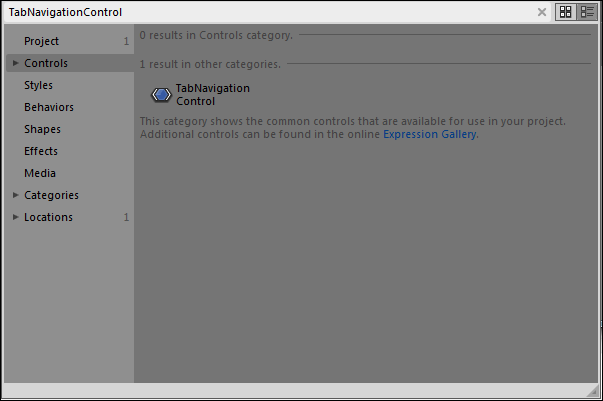 TabNavigationControl
Project 1
Controls
Styles
Behaviors
Shapes
Effects
Media
Categories
Locations 1
0 results in Controls category.
1 result in other categories.
TabNavigation
Control
This category shows the common controls that are available for use in your project.
Additional controls can be found in the online Expression Gallery.